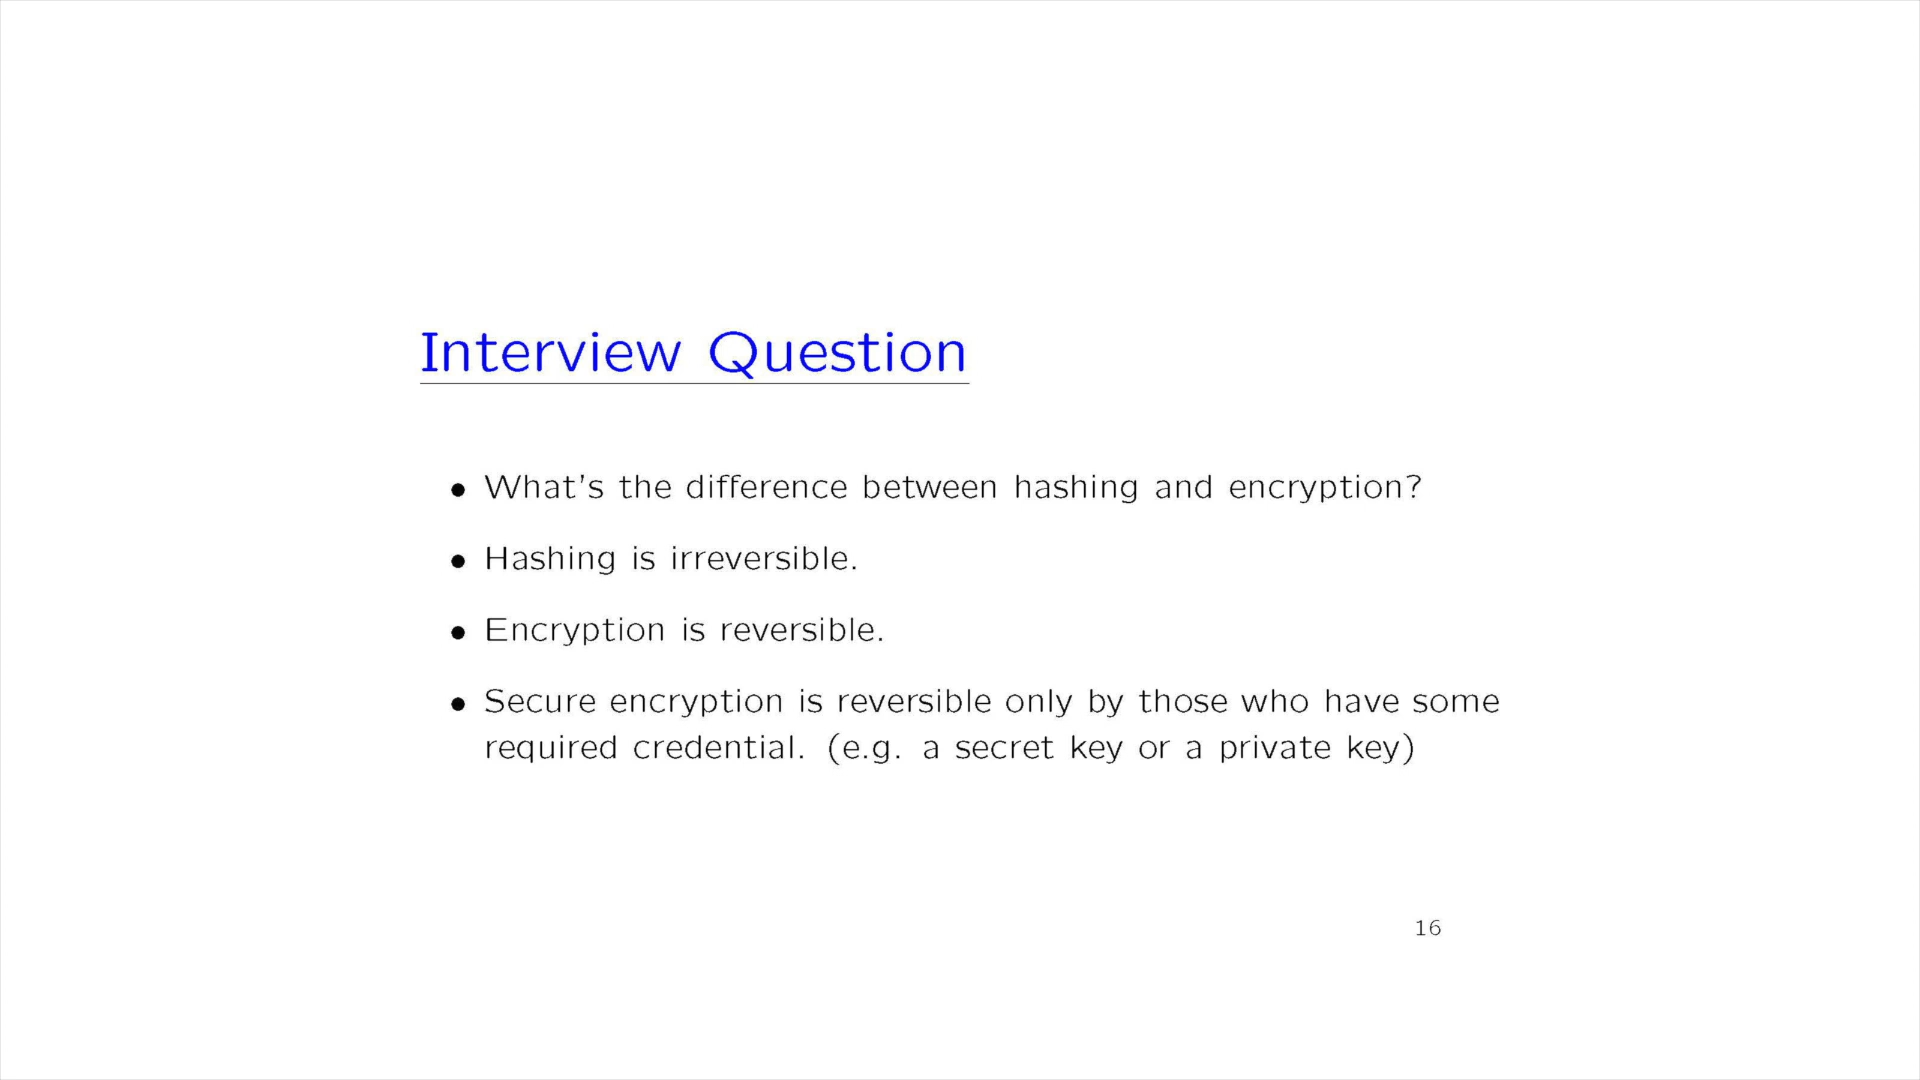 Interview Question
• What's the difference between hashing and encryption?
• Hashing is irreversible.
• Encryption is reversible.
• Secure encryption is reversible only by those who have some
required credential. (e.g. a secret key or a private key)
16